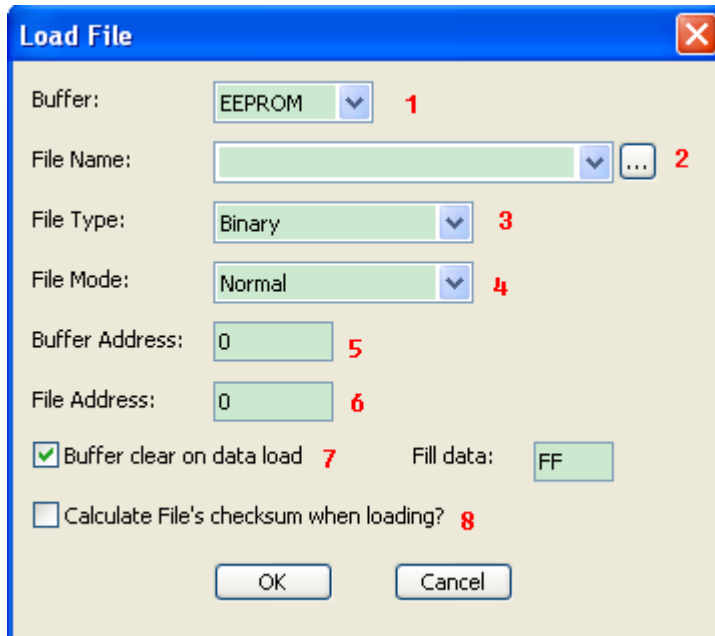 Load File
Buffer: EEPROM 1
File Name: ... 2
File Type: Binary 3
File Mode: Normal 4
Buffer Address: 0 5
File Address: 0 6
Buffer clear on data load 7 Fill data: FF
Calculate File's checksum when loading? 8
OK Cancel